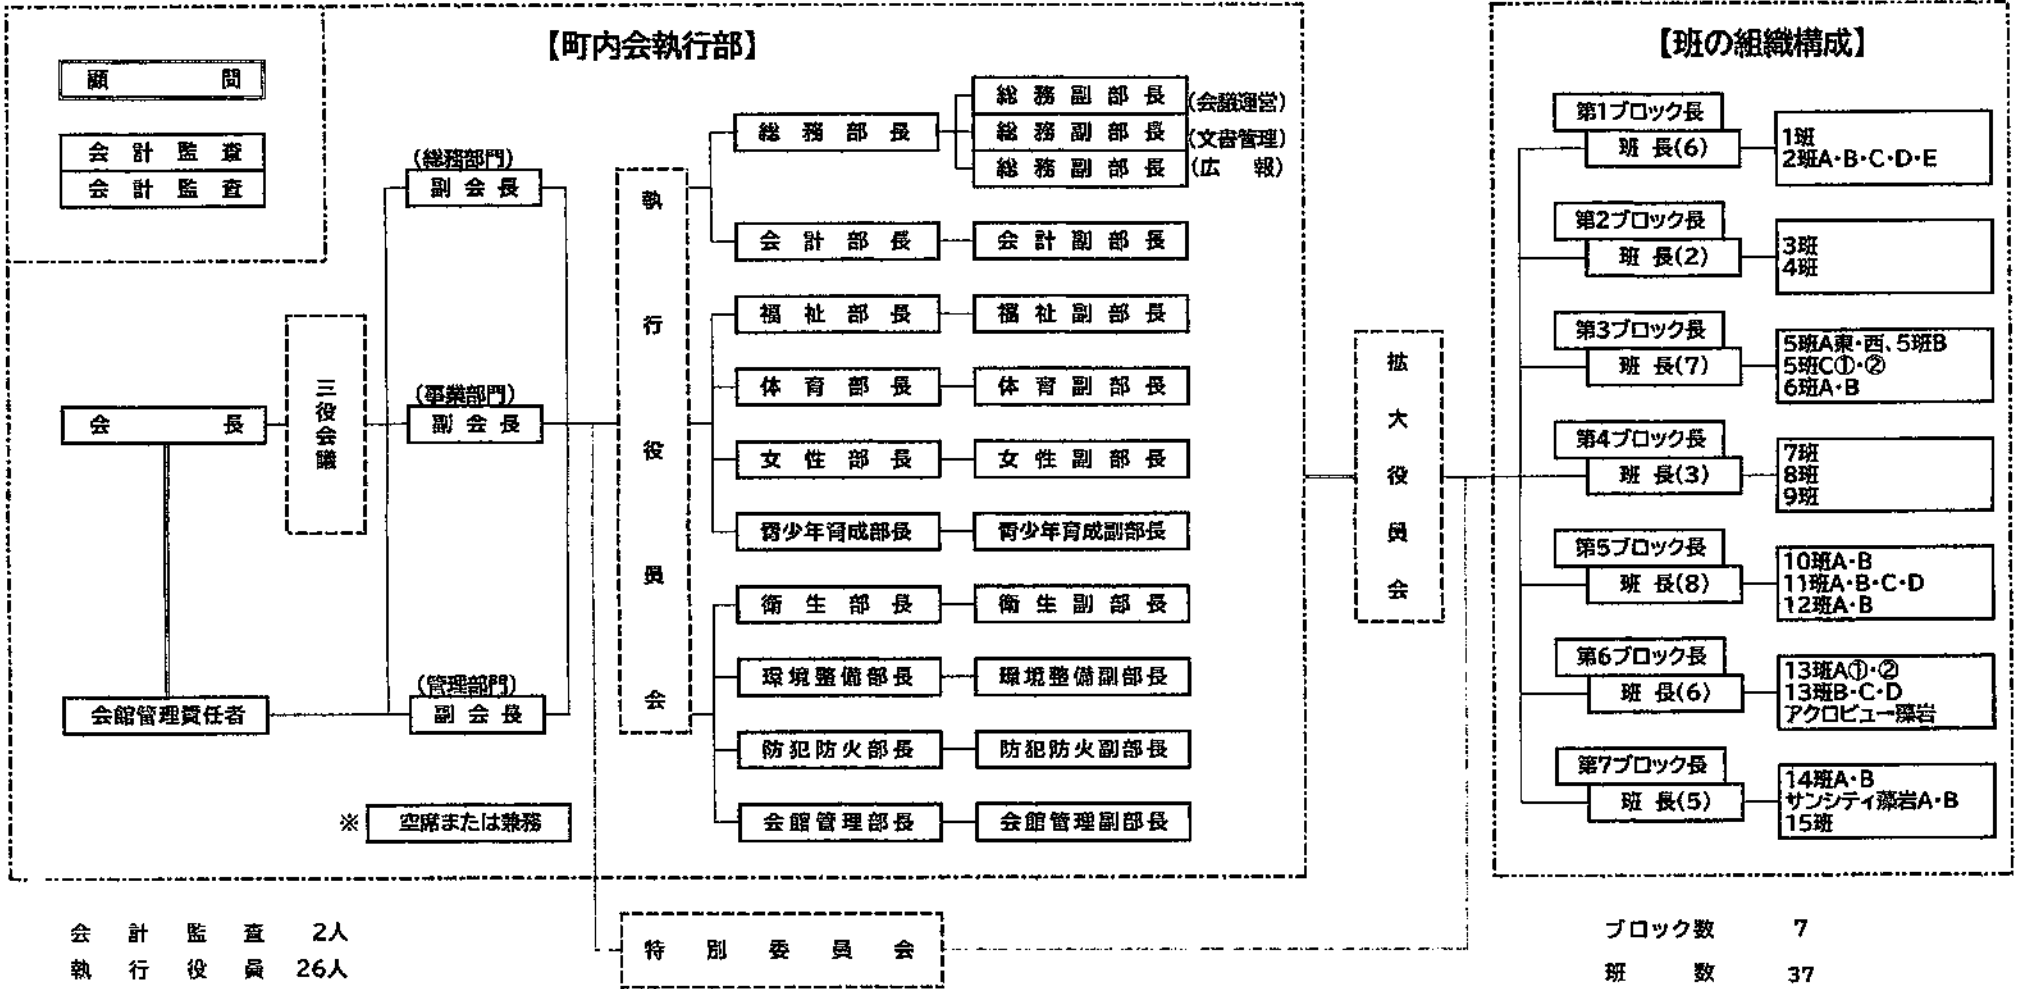 【町内会執行部】
顧問
会計監査
会計監査
(総務部門)
副会長
三役会議
会長
(事業部門)
副会長
会館管理責任者
(管理部門)
副会長
※ 空席または兼務
執行役員会
総務部長
総務副部長 (会議運営)
総務副部長 (文書管理)
総務副部長 (広報)
会計部長
会計副部長
福祉部長
福祉副部長
体育部長
体育副部長
女性部長
女性副部長
青少年育成部長
青少年育成副部長
衛生部長
衛生副部長
環境整備部長
環境整備副部長
防犯防火部長
防犯防火副部長
会館管理部長
会館管理副部長
拡大役員会
特別委員会
会計監査 2人
執行役員 26人
【班の組織構成】
第1ブロック長
班長(6)
1班
2班A・B・C・D・E
第2ブロック長
班長(2)
3班
4班
第3ブロック長
班長(7)
5班A東・西、5班B
5班C①・②
6班A・B
第4ブロック長
班長(3)
7班
8班
9班
第5ブロック長
班長(8)
10班A・B
11班A・B・C・D
12班A・B
第6ブロック長
班長(6)
13班A①・②
13班B・C・D
アクロビュー藻岩
第7ブロック長
班長(5)
14班A・B
サンシティ藻岩A・B
15班
ブロック数 7
班数 37